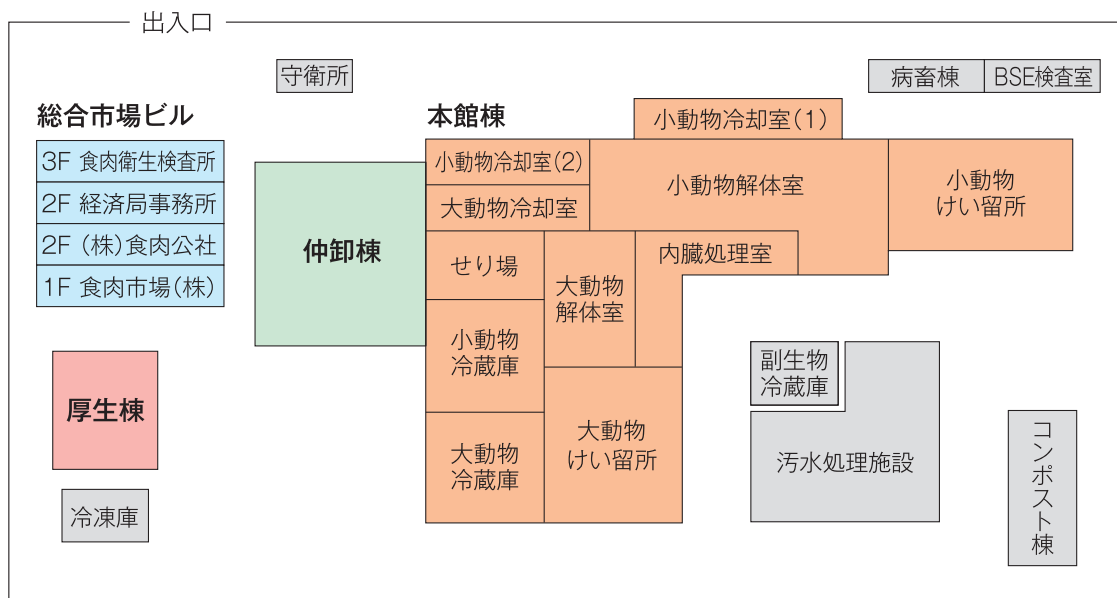 出入口
守衛所
病畜棟
BSE検査室
総合市場ビル
3F 食肉衛生検査所
2F 経済局事務所
2F (株)食肉公社
1F 食肉市場(株)
本館棟
小動物冷却室(1)
小動物冷却室(2)
小動物解体室
小動物
けい留所
大動物冷却室
仲卸棟
せり場
大動物
解体室
内臓処理室
小動物
冷蔵庫
大動物
冷蔵庫
大動物
けい留所
厚生棟
冷凍庫
副生物
冷蔵庫
汚水処理施設
コンポスト棟